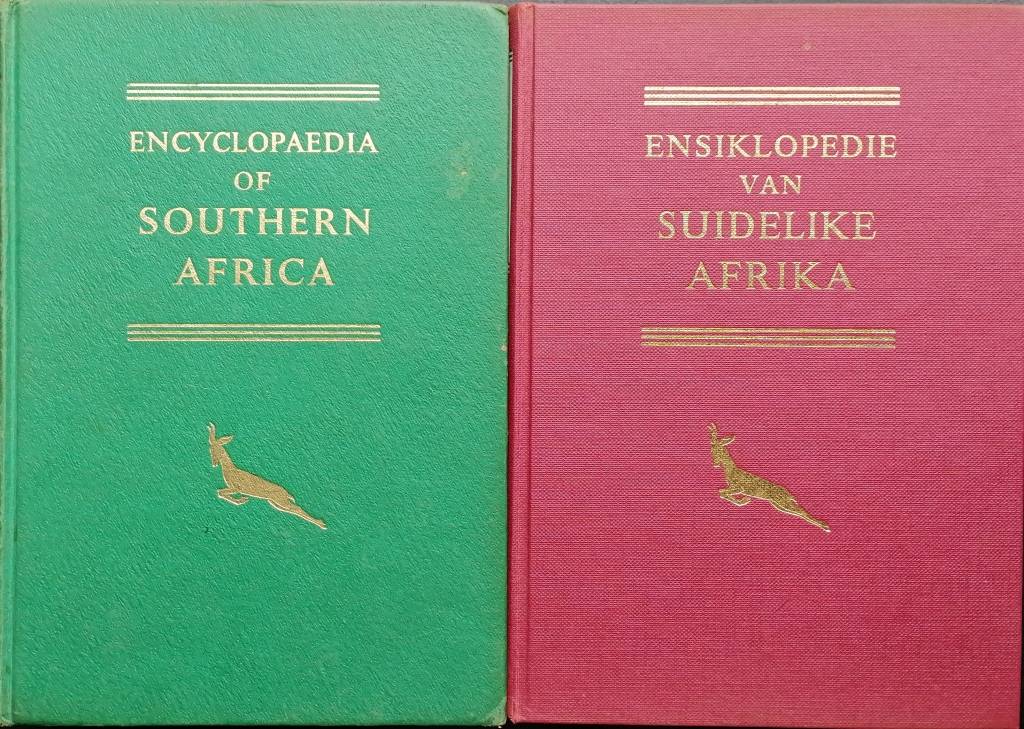 ENCYCLOPAEDIA
OF
SOUTHERN
AFRICA
ENSIKLOPEDIE
VAN
SUIDELIKE
AFRIKA